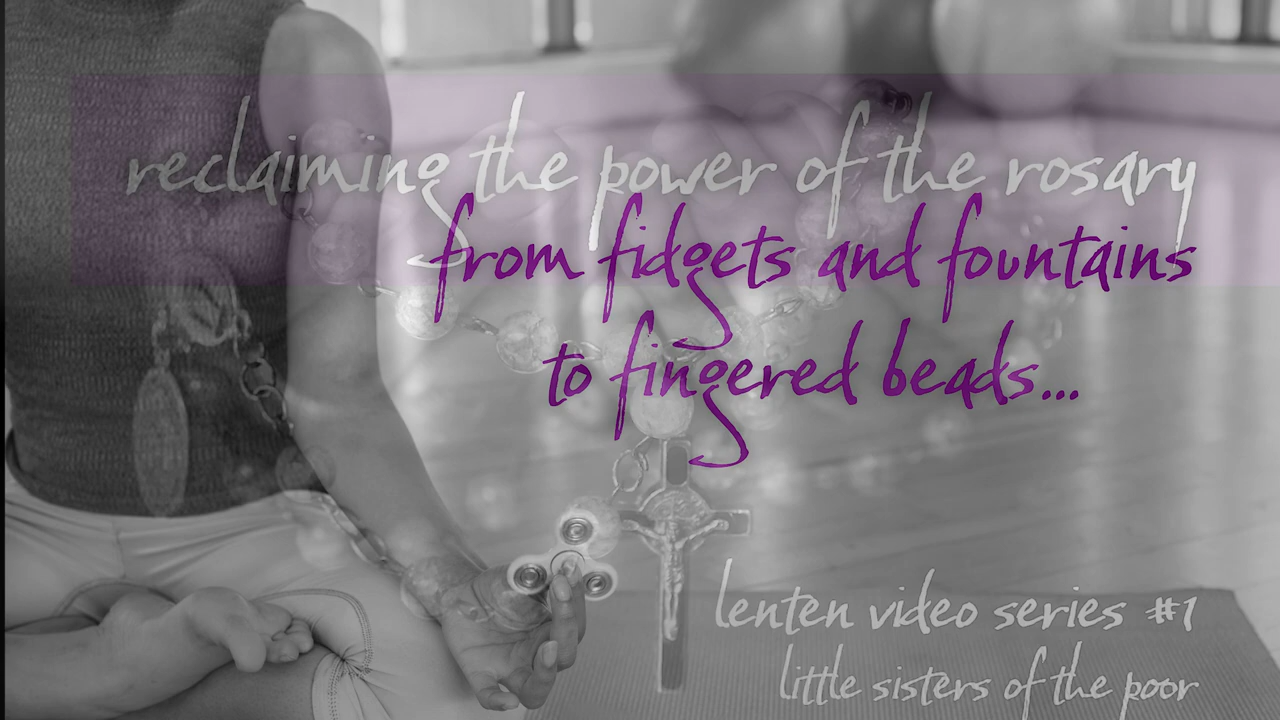 reclaiming the power of the rosary
from fidgets and fountains
to fingered beads...
lenten video series #1
little sisters of the poor